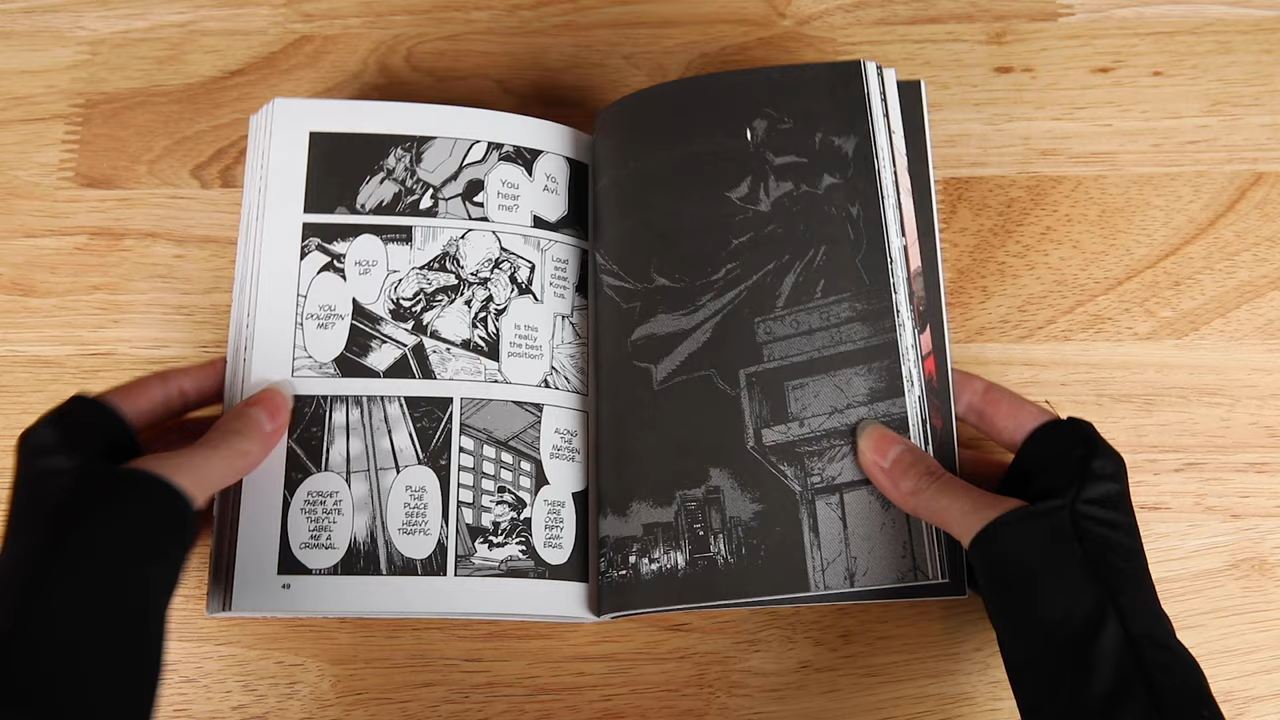 Yo,
Avi.
You
hear
me?
Loud
and
clear,
Kove-
tus.
Is this
really
the best
position?
HOLD
UP.
YOU
DOUBTIN'
ME?
ALONG
THE
MAYSEN
BRIDGE...
THERE
ARE
OVER
FIFTY
CAM-
ERAS.
PLUS,
THE
PLACE
SEES
HEAVY
TRAFFIC.
FORGET
THEM. AT
THIS RATE,
THEY'LL
LABEL
ME A
CRIMINAL.
49